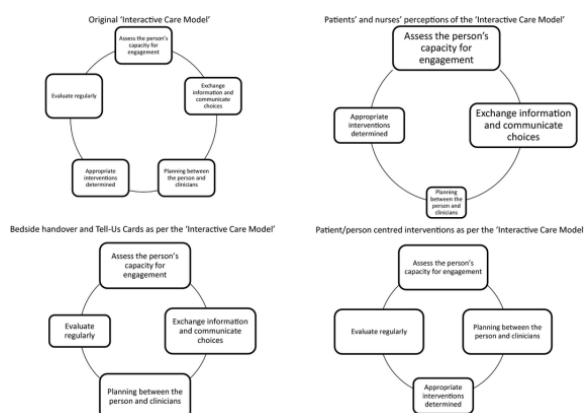 Original 'Interactive Care Model'
Assess the person's
capacity for
engagement
Evaluate regularly
Exchange information
and communicate
choices
Appropriate
interventions
determined
Planning between
the person and
clinicians
Patients' and nurses' perceptions of the 'Interactive Care Model'
Assess the person's
capacity for
engagement
Appropriate
interventions
determined
Exchange information
and communicate
choices
Planning
between the
person and
clinicians
Bedside handover and Tell-Us Cards as per the 'Interactive Care Model'
Assess the person's
capacity for
engagement
Evaluate
regularly
Exchange information
and communicate
choices
Planning between the
person and clinicians
Patient/person centred interventions as per the 'Interactive Care Model
Assess the person's
capacity for engagement
Evaluate regularly
Planning between the
person and clinicians
Appropriate
interventions
determined